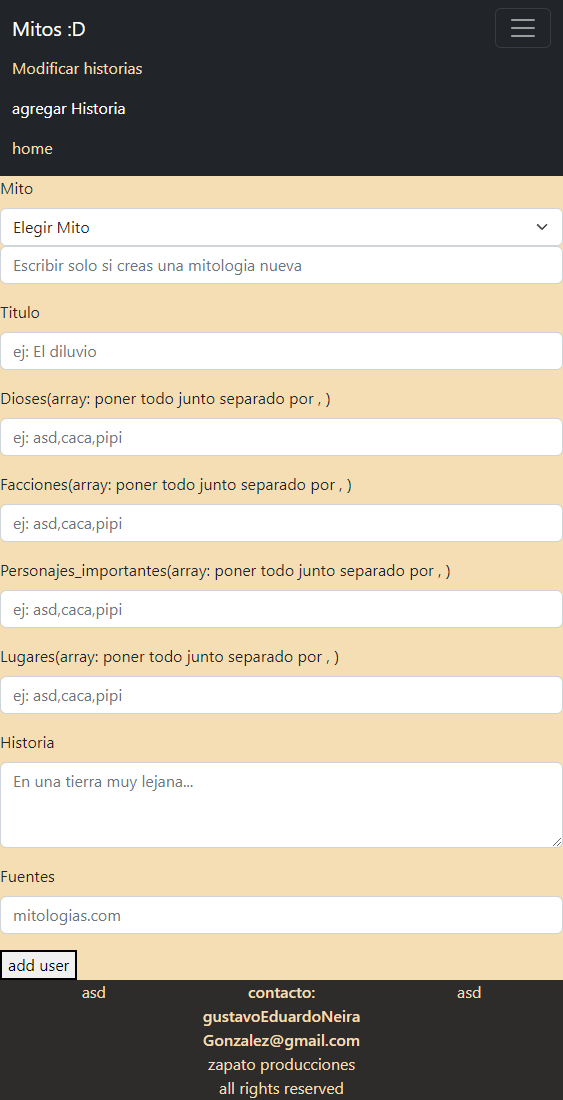 Mitos :D
Modificar historias
agregar Historia
home
Mito
Elegir Mito
Escribir solo si creas una mitologia nueva
Titulo
ej: El diluvio
Dioses(array: poner todo junto separado por , )
ej: asd,caca,pipi
Facciones(array: poner todo junto separado por , )
ej: asd,caca,pipi
Personajes_importantes(array: poner todo junto separado por , )
ej: asd,caca,pipi
Lugares(array: poner todo junto separado por , )
ej: asd,caca,pipi
Historia
En una tierra muy lejana...
Fuentes
mitologias.com
add user
asd
contacto:
gustavoEduardoNeira
Gonzalez@gmail.com
zapato producciones
all rights reserved
asd